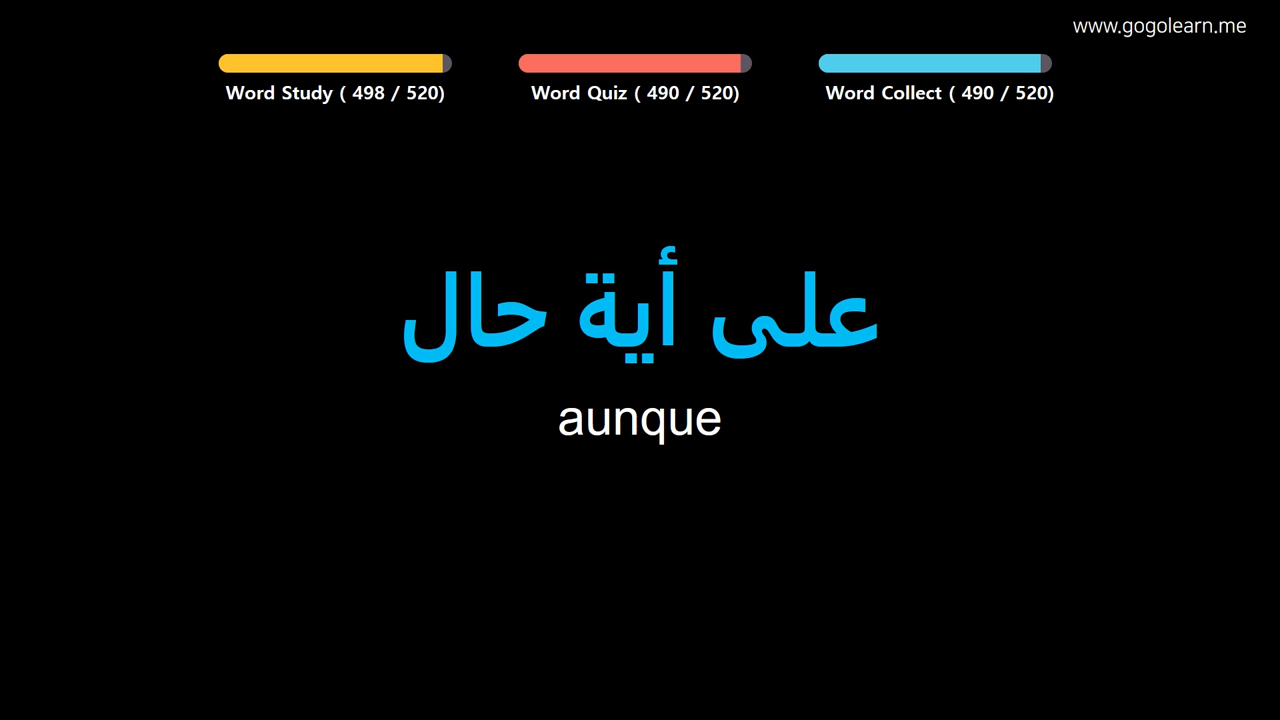 www.gogolearn.me
Word Study ( 498 / 520)
Word Quiz ( 490 / 520)
Word Collect ( 490 / 520)
على أية حال
aunque